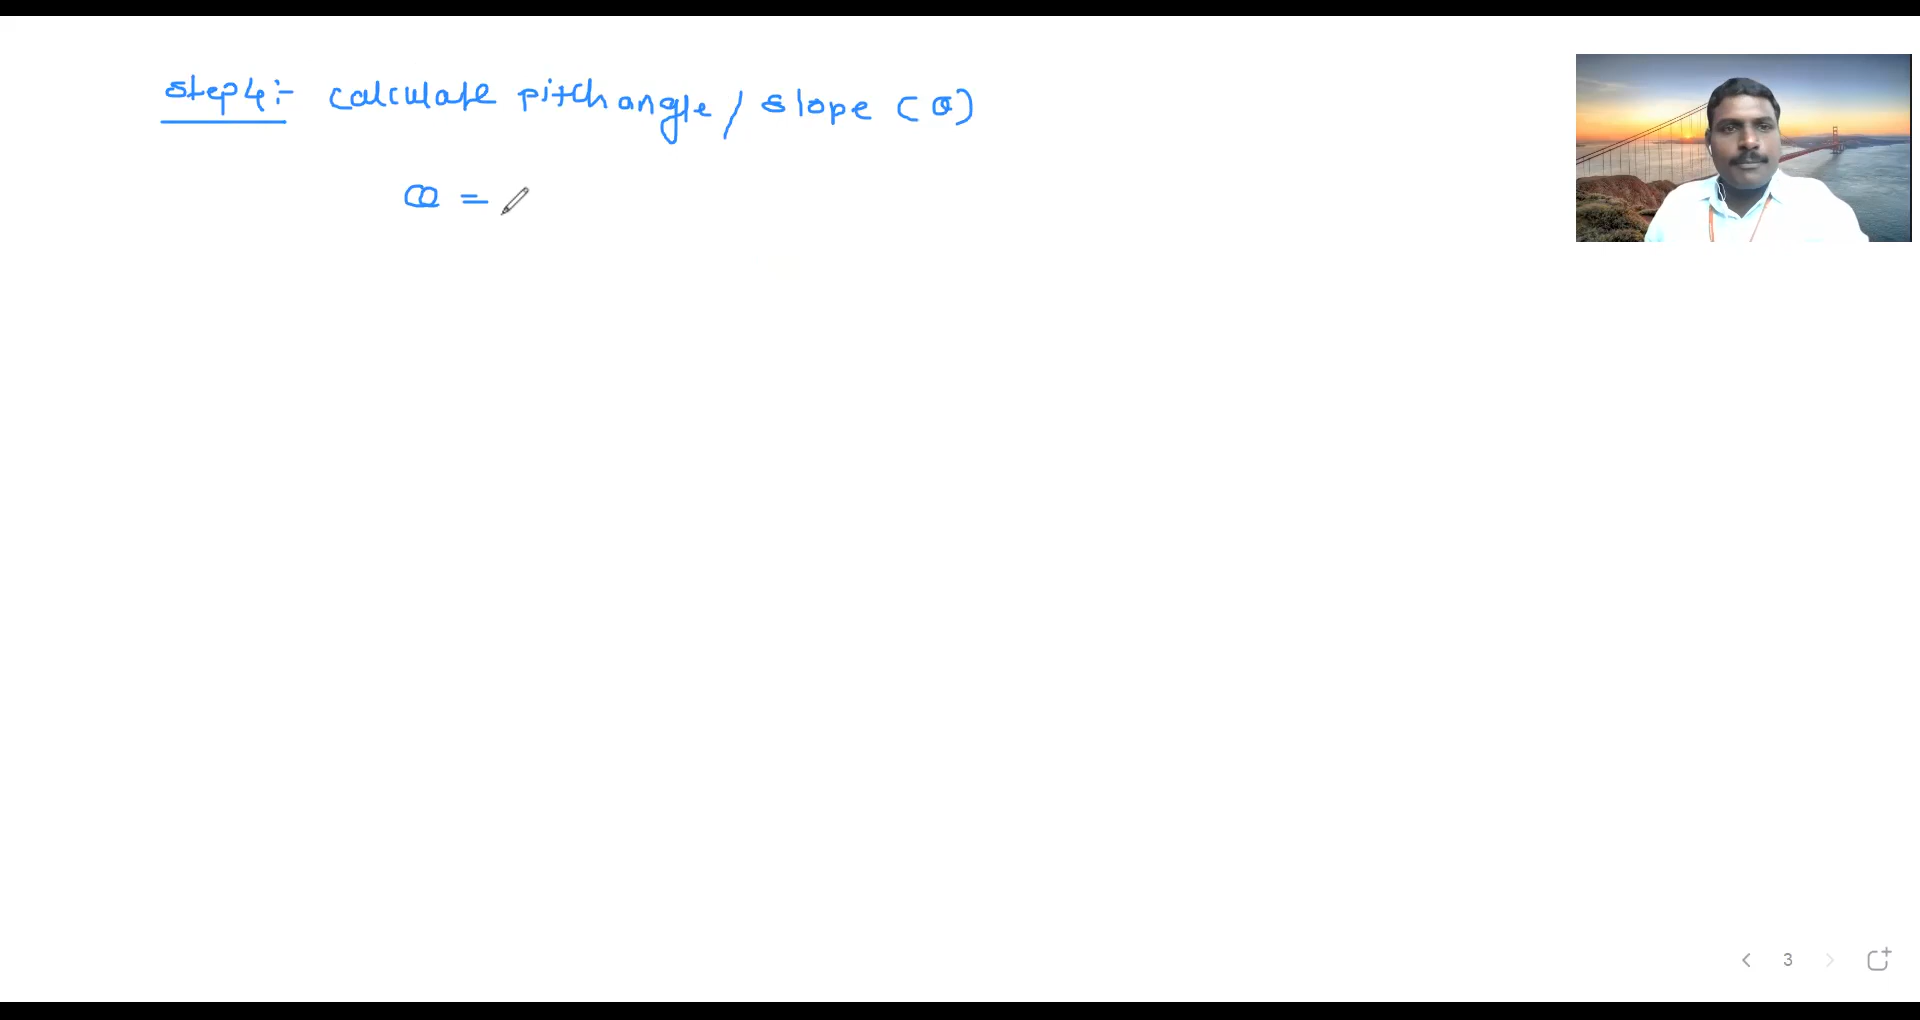 Step4:- calculate pitch angle / slope (θ)
θ =
3